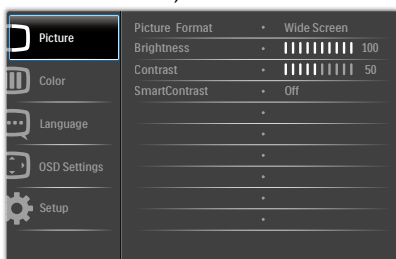 Picture
Color
Language
OSD Settings
Setup
Picture Format • Wide Screen
Brightness • 100
Contrast • 50
SmartContrast • Off